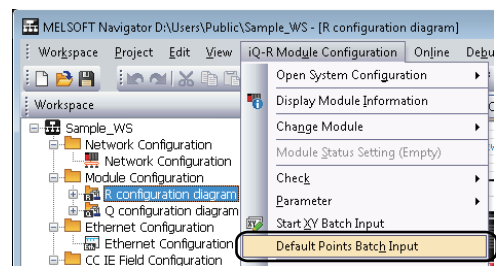 MELSOFT Navigator D:\Users\Public\Sample_WS - [R configuration diagram]
Workspace Project Edit View iQ-R Module Configuration Online
Open System Configuration
Workspace
Display Module Information
Sample_WS
Change Module
Network Configuration
Module Status Setting (Empty)
Network Configuration
Module Configuration
Check
R configuration diagram
Parameter
Q configuration diagram
Start XY Batch Input
Ethernet Configuration
Default Points Batch Input
Ethernet Configuration
CC IE Field Configuration